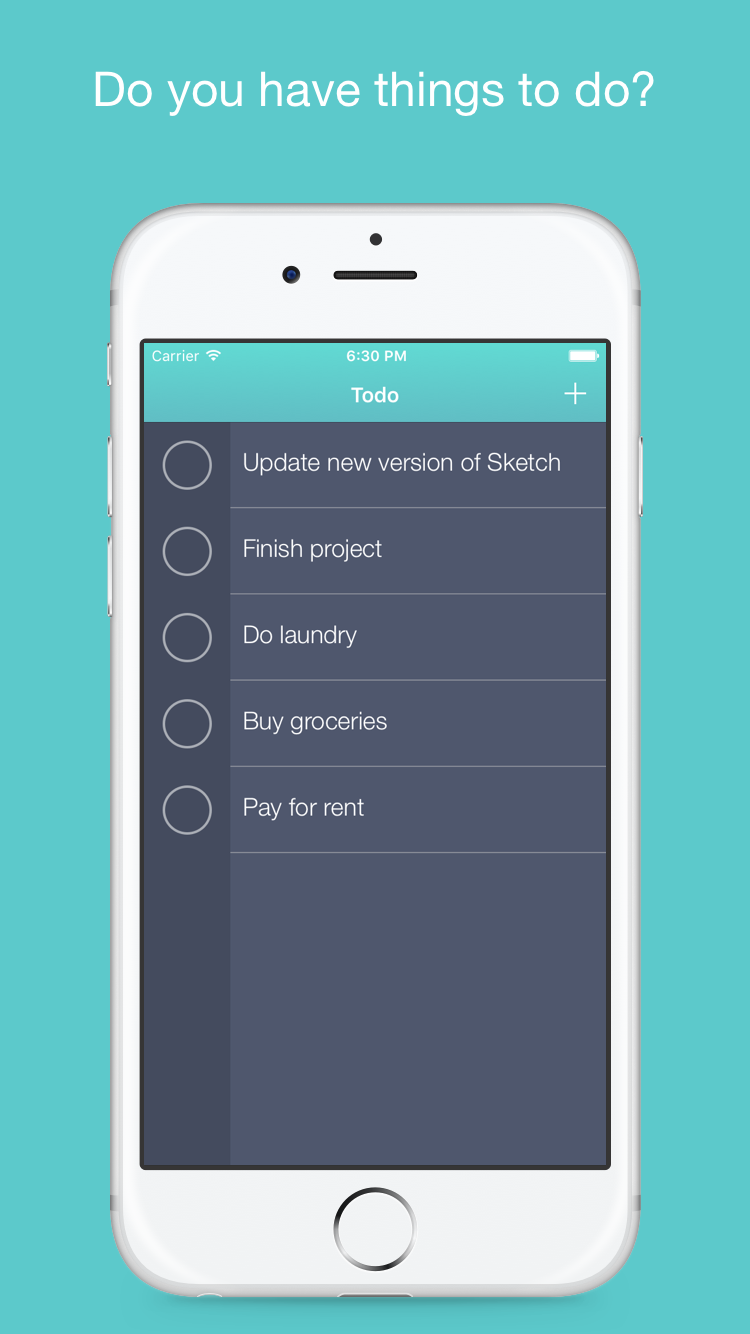 Do you have things to do?
Carrier 6:30 PM
Todo
Update new version of Sketch
Finish project
Do laundry
Buy groceries
Pay for rent